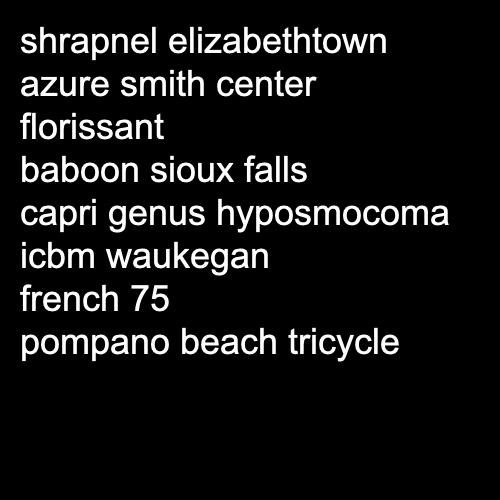 shrapnel elizabethtown
azure smith center
florissant
baboon sioux falls
capri genus hyposmocoma
icbm waukegan
french 75
pompano beach tricycle